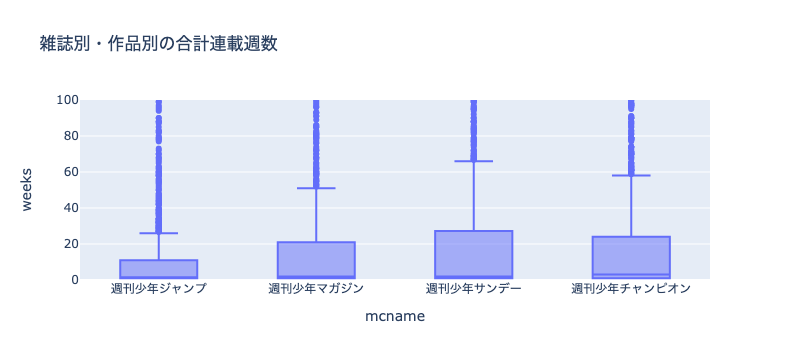 雑誌別・作品別の合計連載週数
100
80
60
40
20
0
weeks
週刊少年ジャンプ 週刊少年マガジン 週刊少年サンデー 週刊少年チャンピオン
mcname